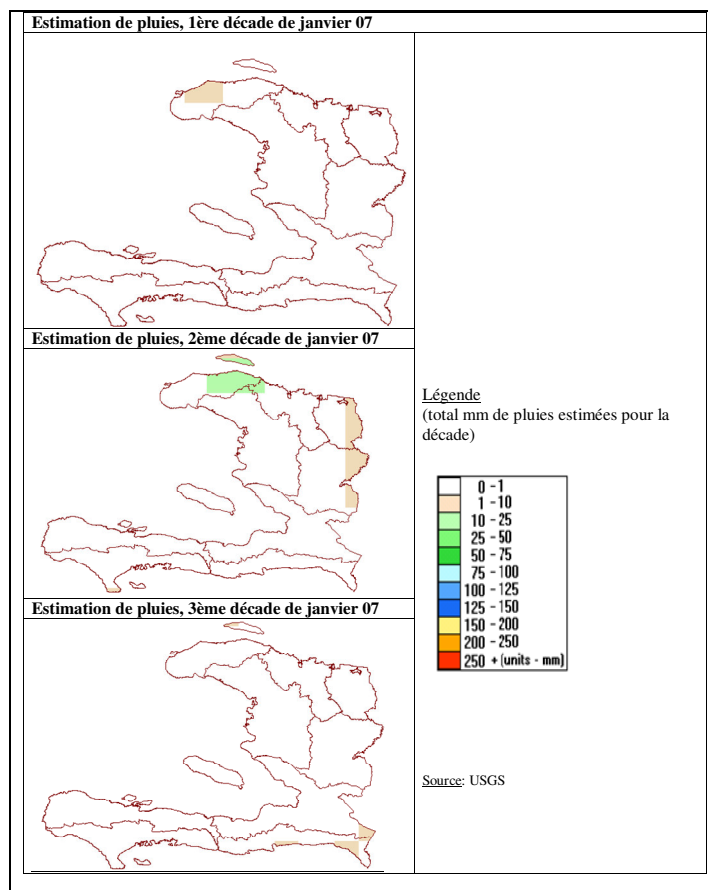 Estimation de pluies, 1ère décade de janvier 07
Estimation de pluies, 2ème décade de janvier 07
Légende
(total mm de pluies estimées pour la
décade)
0 - 1
1 - 10
10 - 25
25 - 50
50 - 75
75 - 100
100 - 125
125 - 150
150 - 200
200 - 250
250 + (units - mm)
Estimation de pluies, 3ème décade de janvier 07
Source: USGS